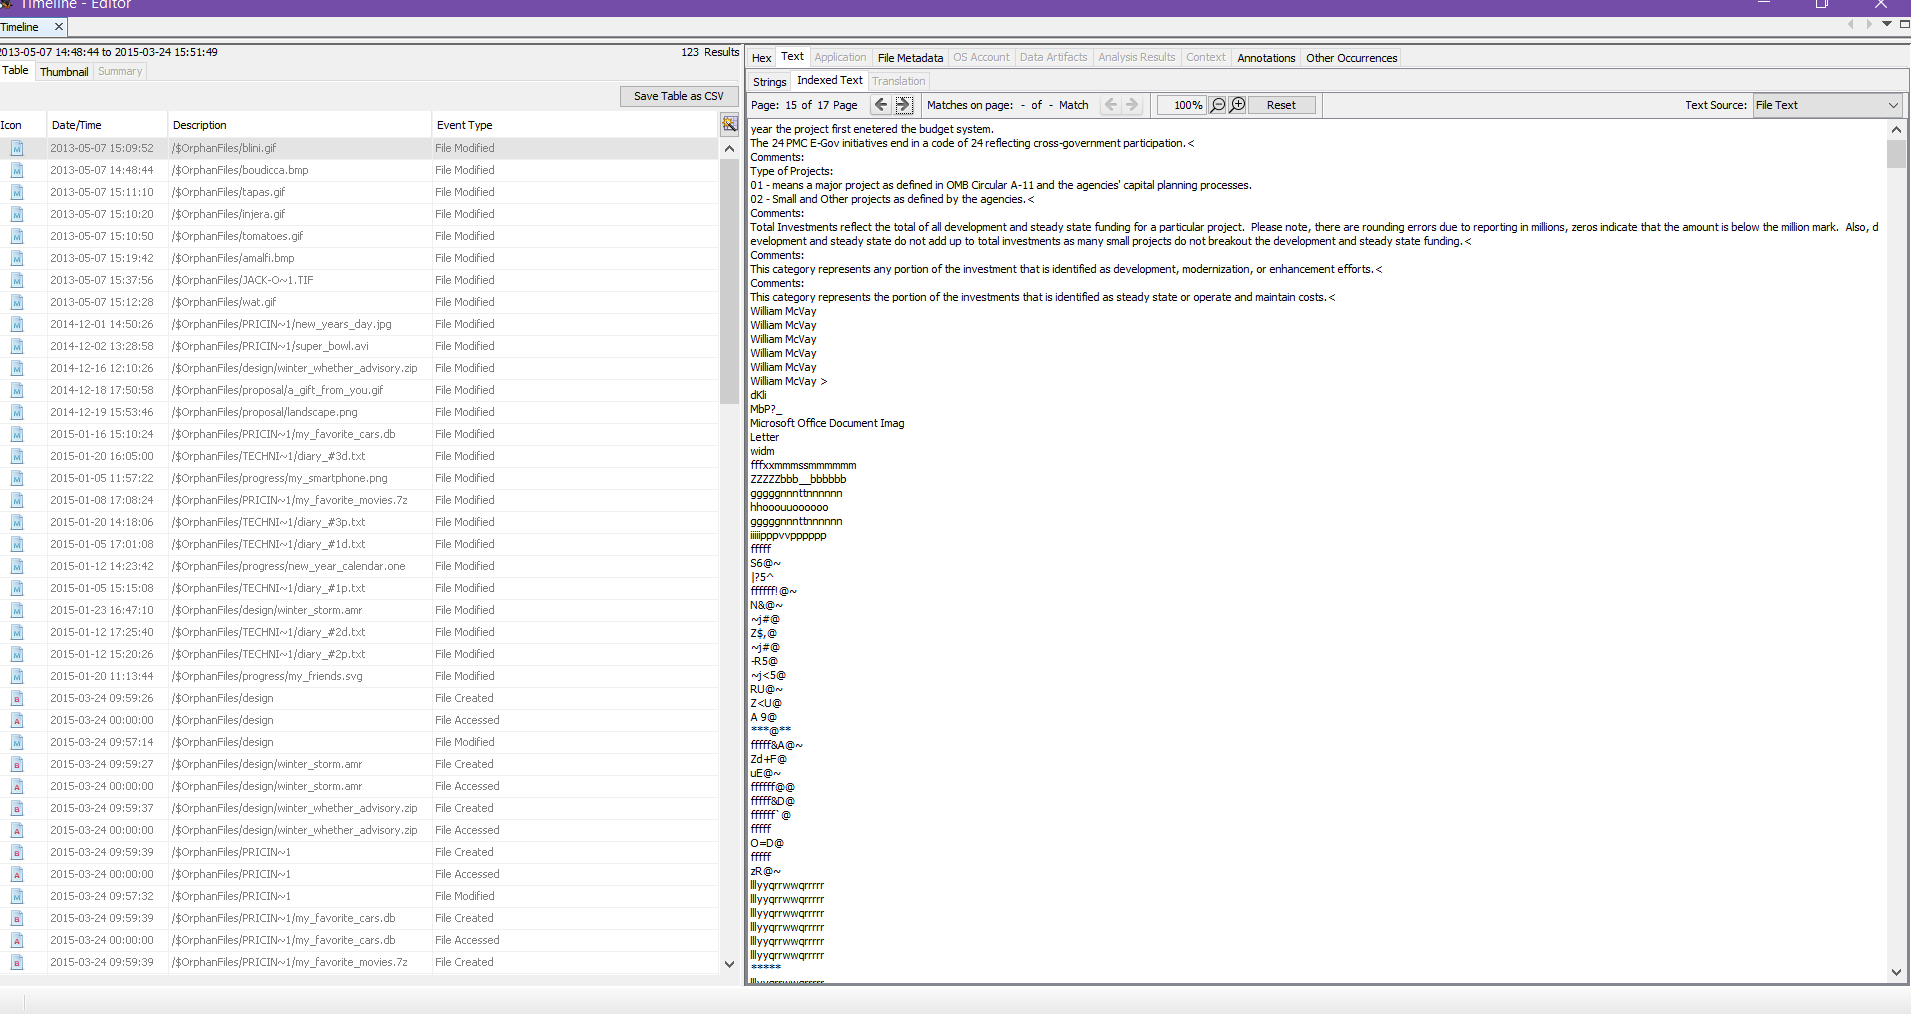 Timeline - Editor
Timeline
2013-05-07 14:48:44 to 2015-03-24 15:51:49
123 Results
Table Thumbnail Summary
Save Table as CSV
Icon Date/Time Description Event Type
2013-05-07 15:09:52 /$OrphanFiles/blini.gif File Modified
2013-05-07 14:48:44 /$OrphanFiles/boudicca.bmp File Modified
2013-05-07 15:11:10 /$OrphanFiles/tapas.gif File Modified
2013-05-07 15:10:20 /$OrphanFiles/injera.gif File Modified
2013-05-07 15:10:50 /$OrphanFiles/tomatoes.gif File Modified
2013-05-07 15:19:42 /$OrphanFiles/amalfi.bmp File Modified
2013-05-07 15:37:56 /$OrphanFiles/JACK-O~1.TIF File Modified
2013-05-07 15:12:28 /$OrphanFiles/wat.gif File Modified
2014-12-01 14:50:26 /$OrphanFiles/PRICIN~1/new_years_day.jpg File Modified
2014-12-02 13:28:58 /$OrphanFiles/PRICIN~1/super_bowl.avi File Modified
2014-12-16 12:10:26 /$OrphanFiles/design/winter_whether_advisory.zip File Modified
2014-12-18 17:50:58 /$OrphanFiles/proposal/a_gift_from_you.gif File Modified
2014-12-19 15:53:46 /$OrphanFiles/proposal/landscape.png File Modified
2015-01-16 15:10:24 /$OrphanFiles/PRICIN~1/my_favorite_cars.db File Modified
2015-01-20 16:05:00 /$OrphanFiles/TECHNI~1/diary_#3d.txt File Modified
2015-01-05 11:57:22 /$OrphanFiles/progress/my_smartphone.png File Modified
2015-01-08 17:08:24 /$OrphanFiles/PRICIN~1/my_favorite_movies.7z File Modified
2015-01-20 14:18:06 /$OrphanFiles/TECHNI~1/diary_#3p.txt File Modified
2015-01-05 17:01:08 /$OrphanFiles/TECHNI~1/diary_#1d.txt File Modified
2015-01-12 14:23:42 /$OrphanFiles/progress/new_year_calendar.one File Modified
2015-01-05 15:15:08 /$OrphanFiles/TECHNI~1/diary_#1p.txt File Modified
2015-01-23 16:47:10 /$OrphanFiles/design/winter_storm.amr File Modified
2015-01-12 17:25:40 /$OrphanFiles/TECHNI~1/diary_#2d.txt File Modified
2015-01-12 15:20:26 /$OrphanFiles/TECHNI~1/diary_#2p.txt File Modified
2015-01-20 11:13:44 /$OrphanFiles/progress/my_friends.svg File Modified
2015-03-24 09:59:26 /$OrphanFiles/design File Created
2015-03-24 00:00:00 /$OrphanFiles/design File Accessed
2015-03-24 09:57:14 /$OrphanFiles/design File Modified
2015-03-24 09:59:27 /$OrphanFiles/design/winter_storm.amr File Created
2015-03-24 00:00:00 /$OrphanFiles/design/winter_storm.amr File Accessed
2015-03-24 09:59:37 /$OrphanFiles/design/winter_whether_advisory.zip File Created
2015-03-24 00:00:00 /$OrphanFiles/design/winter_whether_advisory.zip File Accessed
2015-03-24 09:59:39 /$OrphanFiles/PRICIN~1 File Created
2015-03-24 00:00:00 /$OrphanFiles/PRICIN~1 File Accessed
2015-03-24 09:57:32 /$OrphanFiles/PRICIN~1 File Modified
2015-03-24 09:59:39 /$OrphanFiles/PRICIN~1/my_favorite_cars.db File Created
2015-03-24 00:00:00 /$OrphanFiles/PRICIN~1/my_favorite_cars.db File Accessed
2015-03-24 09:59:39 /$OrphanFiles/PRICIN~1/my_favorite_movies.7z File Created
Hex Text Application File Metadata OS Account Data Artifacts Analysis Results Context Annotations Other Occurrences
Strings Indexed Text Translation
Page: 15 of 17 Page Matches on page: - of - Match 100% Reset Text Source: File Text
year the project first enetered the budget system.
The 24 PMC E-Gov initiatives end in a code of 24 reflecting cross-government participation.<
Comments:
Type of Projects:
01 - means a major project as defined in OMB Circular A-11 and the agencies' capital planning processes.
02 - Small and Other projects as defined by the agencies.<
Comments:
Total Investments reflect the total of all development and steady state funding for a particular project.  Please note, there are rounding errors due to reporting in millions, zeros indicate that the amount is below the million mark.  Also, d
evelopment and steady state do not add up to total investments as many small projects do not breakout the development and steady state funding.<
Comments:
This category represents any portion of the investment that is identified as development, modernization, or enhancement efforts.<
Comments:
This category represents the portion of the investments that is identified as steady state or operate and maintain costs.<
William McVay
William McVay
William McVay
William McVay
William McVay
William McVay >
dKli
MbP?_
Microsoft Office Document Imag
Letter
widm
fffxxmmmssmmmmmm
ZZZZZbbb__bbbbbb
gggggnnnttnnnnnn
hhooouuoooooo
gggggnnnttnnnnnn
iiiiipppvvpppppp
fffff
S6@~
|?5^
ffffff!@~
N&@~
~j#@
Z$,@
~j#@
-R5@
~j<5@
RU@~
Z<U@
A 9@
***@**
fffff&A@~
Zd+F@
uE@~
ffffff@@
fffff&D@
ffffff`@
fffff
O=D@
fffff
zR@~
lllyyqrrwwqrrrrr
lllyyqrrwwqrrrrr
lllyyqrrwwqrrrrr
lllyyqrrwwqrrrrr
lllyyqrrwwqrrrrr
lllyyqrrwwqrrrrr
*****